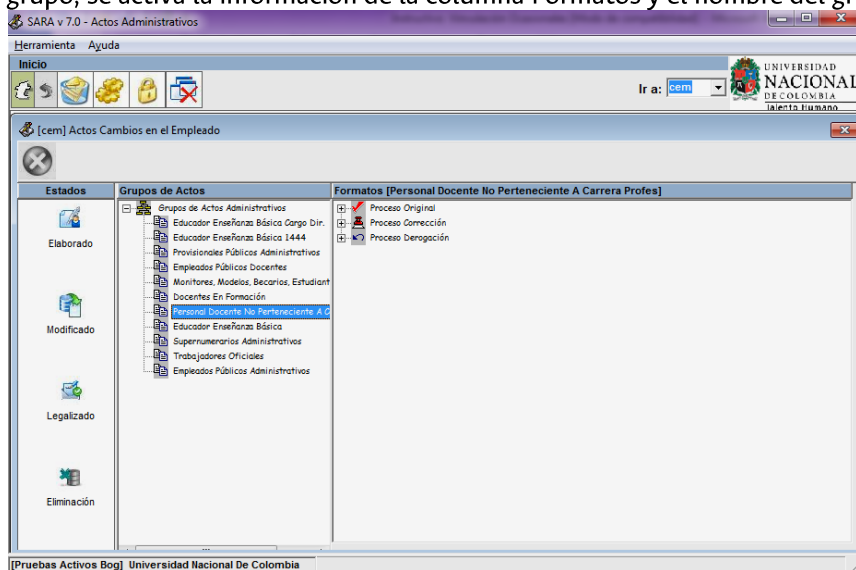 grupo, se activa la información de la columna Formatos y el nombre del gr
SARA v 7.0 - Actos Administrativos
Herramienta Ayuda
Inicio
Ir a: cem
UNIVERSIDAD
NACIONAL
DE COLOMBIA
Talento Humano
[cem] Actos Cambios en el Empleado
Estados
Grupos de Actos
Formatos [Personal Docente No Perteneciente A Carrera Profes]
Elaborado
Modificado
Legalizado
Eliminación
Grupos de Actos Administrativos
Educador Enseñanza Básica Cargo Dir.
Educador Enseñanza Básica 1444
Provisionales Públicos Administrativos
Empleados Públicos Docentes
Monitores, Modelos, Becarios, Estudiant
Docentes En Formación
Personal Docente No Perteneciente A C
Educador Enseñanza Básica
Supernumerarios Administrativos
Trabajadores Oficiales
Empleados Públicos Administrativos
Proceso Original
Proceso Corrección
Proceso Derogación
[Pruebas Activos Bog] Universidad Nacional De Colombia